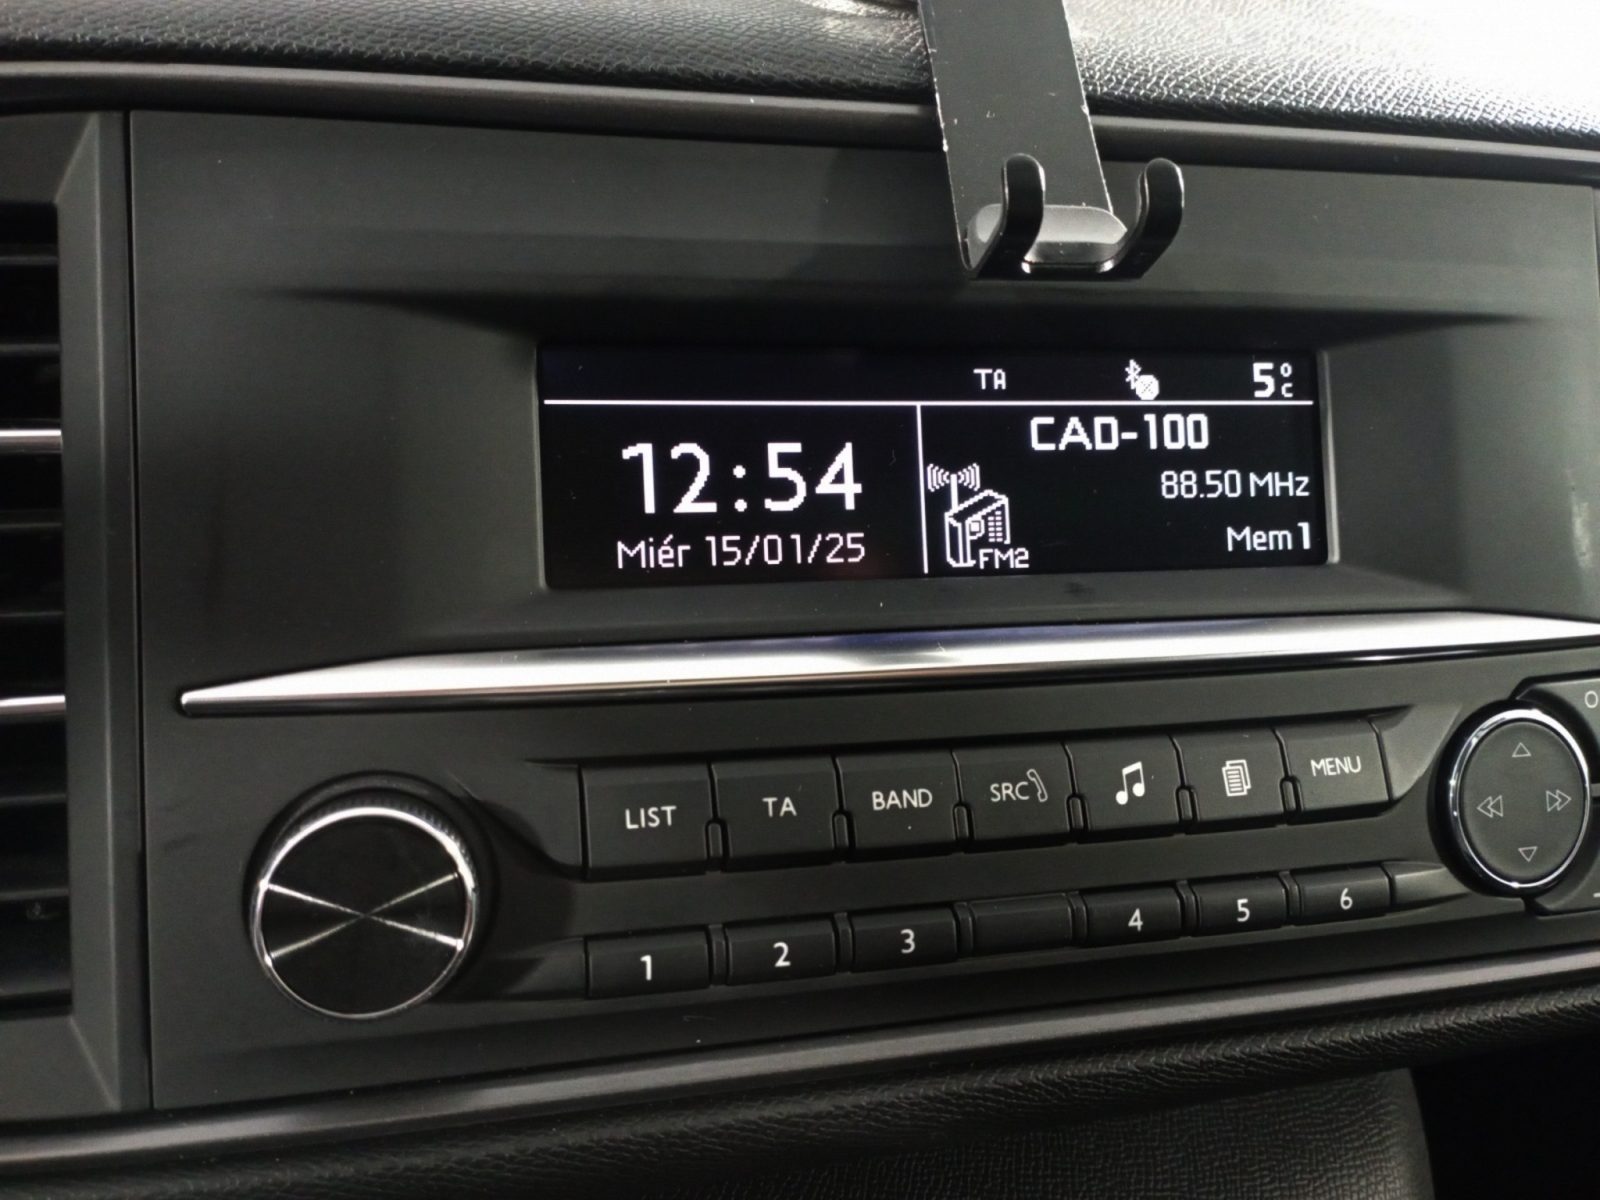 TA 5°C
12:54
Miér 15/01/25
CAD-100
88.50 MHz
FM2
Mem 1
LIST TA BAND SRC MENU
1 2 3 4 5 6